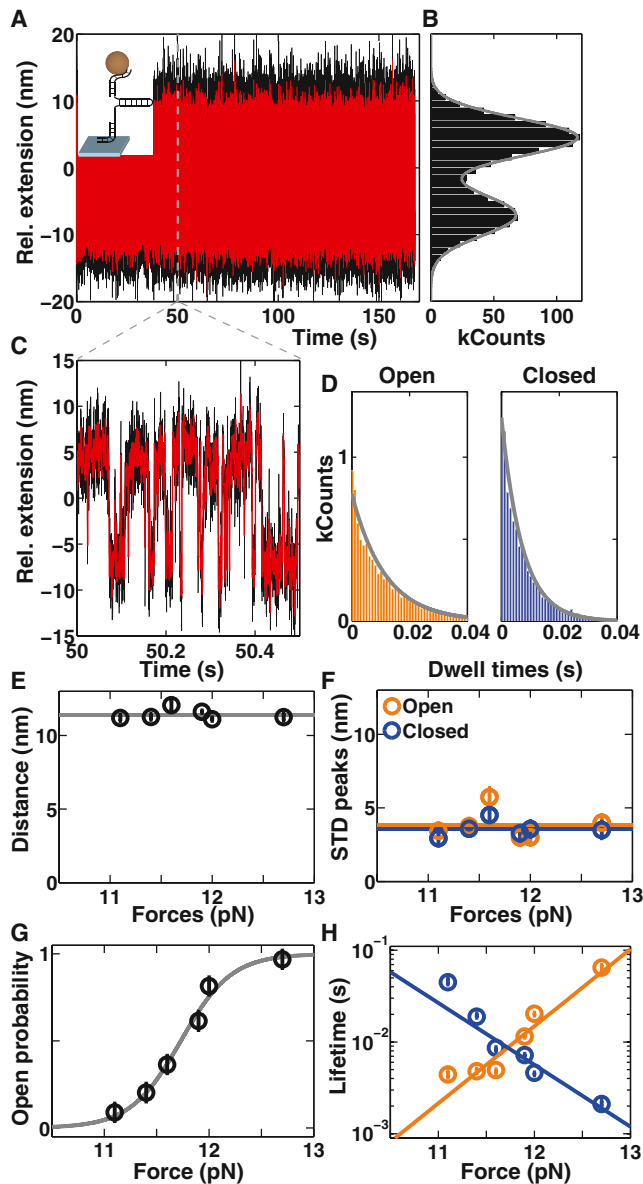 A
B
20
10
0
−10
−20
Rel. extension (nm)
0
50
100
150
Time (s)
0
50
100
kCounts
C
15
10
5
0
−5
−10
−15
Rel. extension (nm)
50
50.2
50.4
Time (s)
D
Open
Closed
1
0
kCounts
0
0.02
0.04
0
0.02
0.04
Dwell times (s)
E
10
5
0
Distance (nm)
11
12
13
Forces (pN)
F
Open
Closed
10
5
0
STD peaks (nm)
11
12
13
Forces (pN)
G
1
0
Open probability
11
12
13
Force (pN)
H
10⁻¹
10⁻²
10⁻³
Lifetime (s)
11
12
13
Force (pN)